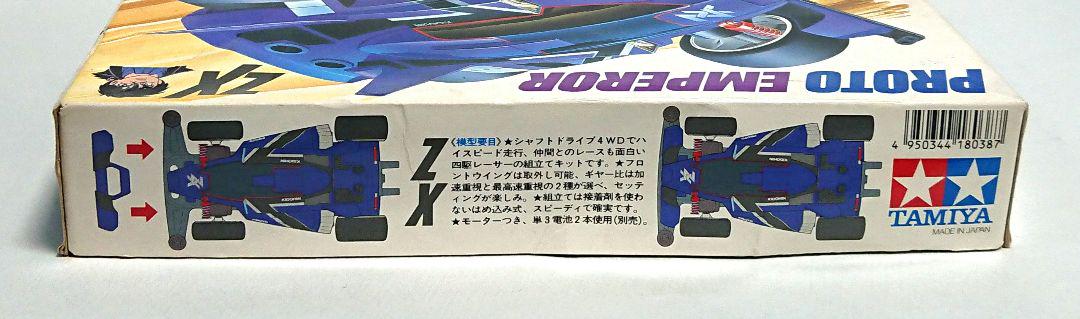 ZX
PROTO EMPEROR
ZX
〈模型要目〉★シャフトドライブ4WDでハ
イスピード走行、仲間とのレースも面白い
四駆レーサーの組立てキットです。★フロ
ントウイングは取外し可能、ギヤー比は加
速重視と最高速重視の2種が選べ、セッテ
ィングが楽しみ。★組立ては接着剤を使わ
ないはめ込み式、スピーディで確実です。
★モーターつき、単3電池2本使用(別売)。
4 950344 180387
TAMIYA
MADE IN JAPAN